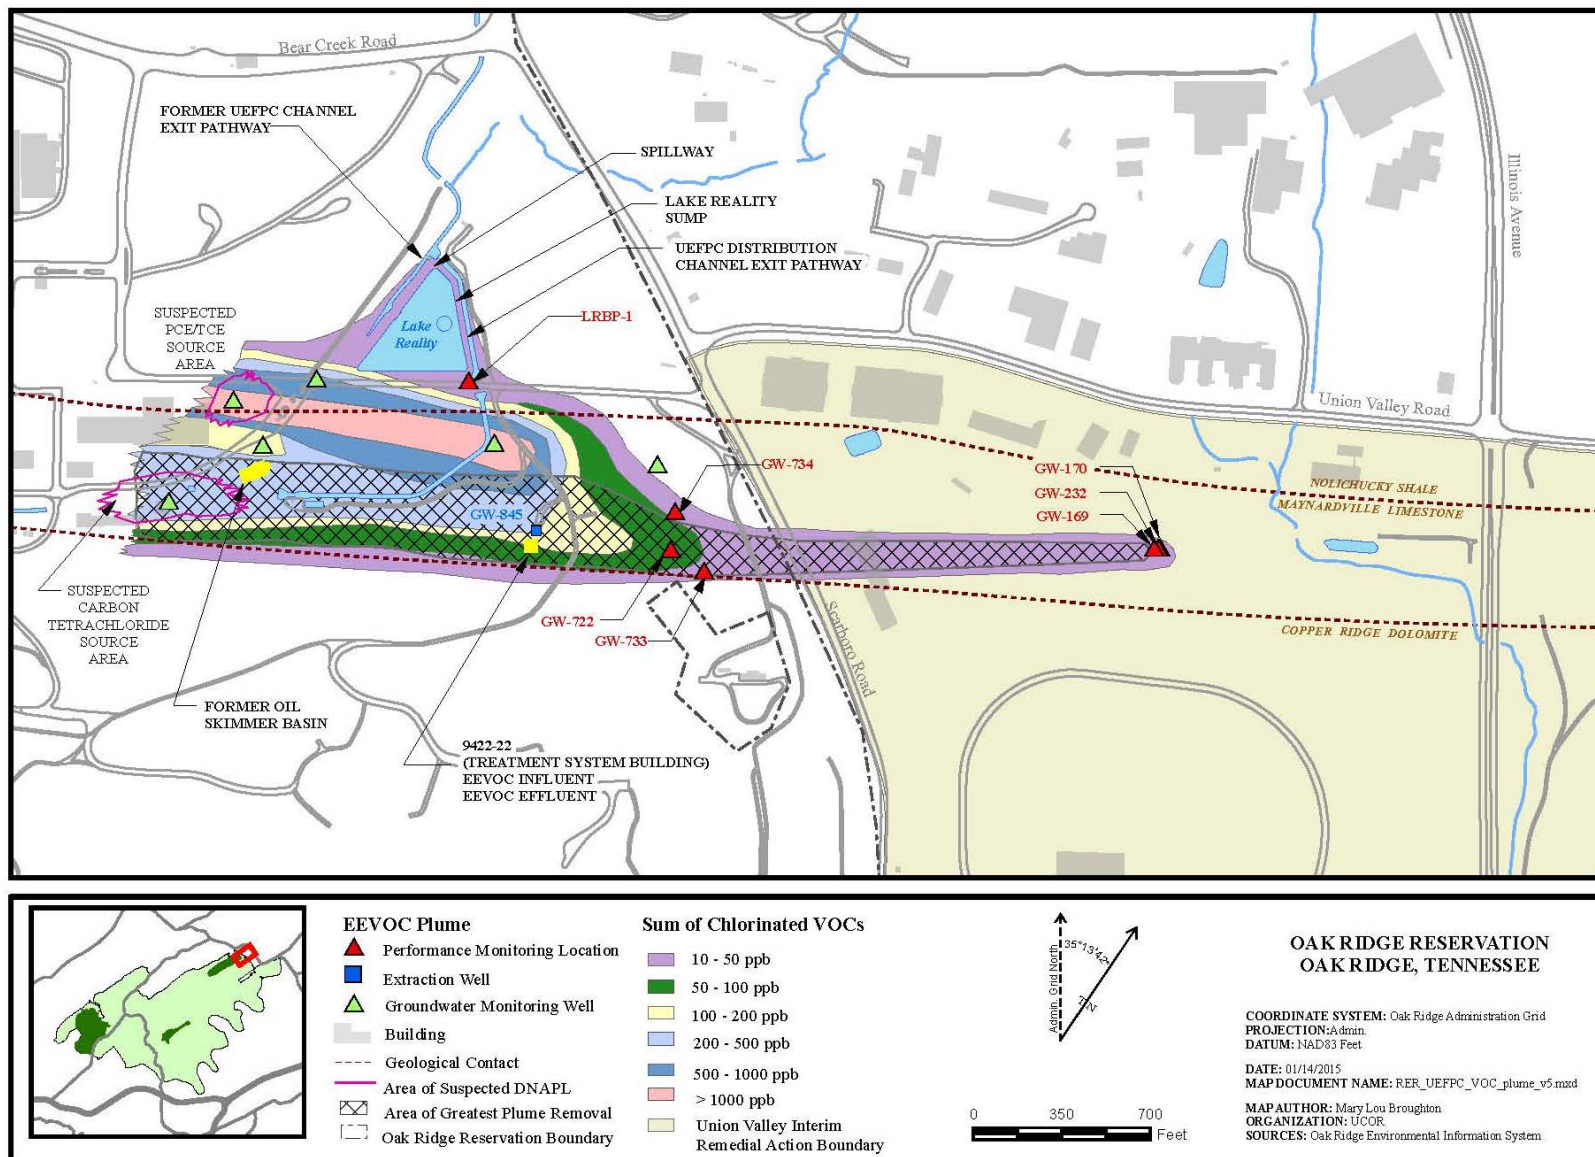 Bear Creek Road
FORMER UEFPC CHANNEL
EXIT PATHWAY
SPILLWAY
LAKE REALITY
SUMP
UEFPC DISTRIBUTION
CHANNEL EXIT PATHWAY
Illinois Avenue
SUSPECTED
PCE/TCE
SOURCE
AREA
Lake
Reality
LRBP-1
Union Valley Road
GW-734
GW-170
GW-232
GW-169
NOLICHUCKY SHALE
MAYNARDVILLE LIMESTONE
GW-845
SUSPECTED
CARBON
TETRACHLORIDE
SOURCE
AREA
GW-722
GW-733
Scarboro Road
COPPER RIDGE DOLOMITE
FORMER OIL
SKIMMER BASIN
9422-22
(TREATMENT SYSTEM BUILDING)
EEVOC INFLUENT
EEVOC EFFLUENT
EEVOC Plume
Performance Monitoring Location
Extraction Well
Groundwater Monitoring Well
Building
Geological Contact
Area of Suspected DNAPL
Area of Greatest Plume Removal
Oak Ridge Reservation Boundary
Sum of Chlorinated VOCs
10 - 50 ppb
50 - 100 ppb
100 - 200 ppb
200 - 500 ppb
500 - 1000 ppb
> 1000 ppb
Union Valley Interim
Remedial Action Boundary
Admin. Grid North
35°13'42"
T/N
0 350 700
Feet
OAK RIDGE RESERVATION
OAK RIDGE, TENNESSEE
COORDINATE SYSTEM: Oak Ridge Administration Grid
PROJECTION:Admin.
DATUM: NAD83 Feet
DATE: 01/14/2015
MAP DOCUMENT NAME: RER_UEFPC_VOC_plume_v5.mxd
MAP AUTHOR: Mary Lou Broughton
ORGANIZATION: UCOR
SOURCES: Oak Ridge Environmental Information System